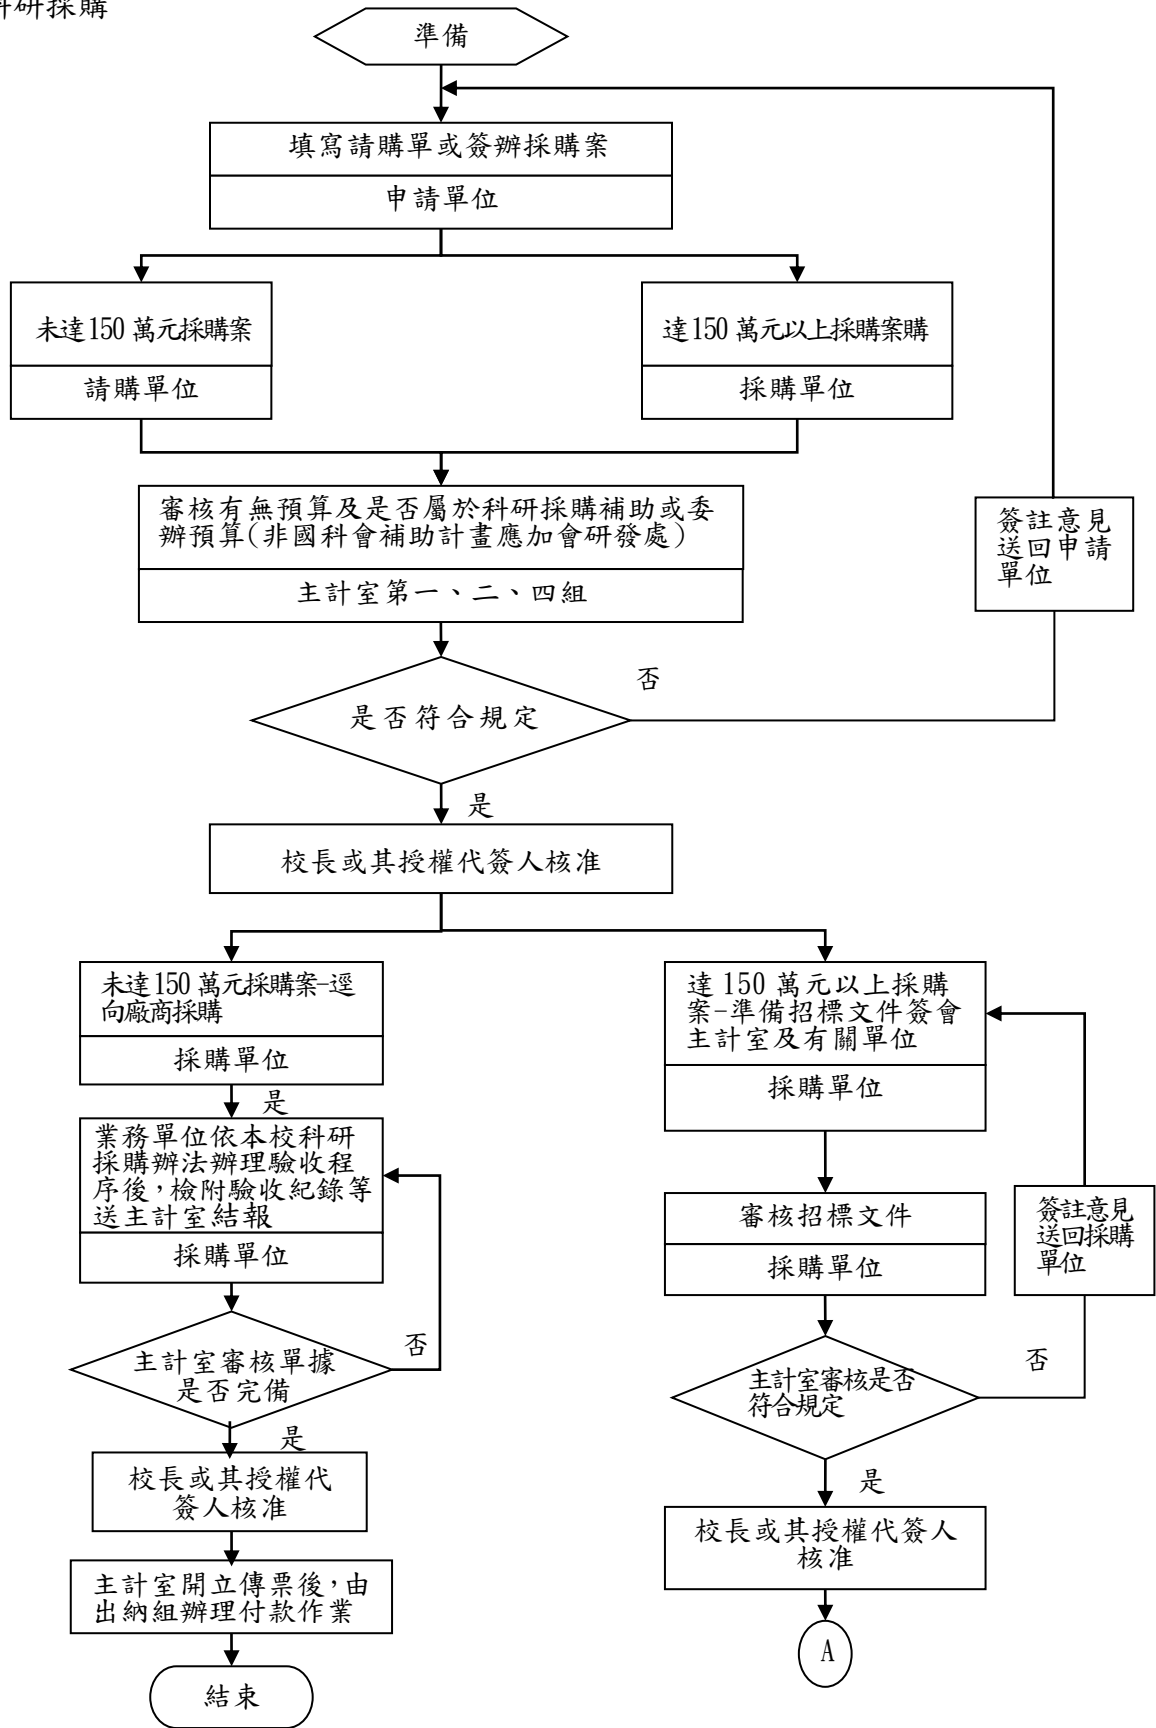 科研採購
準備
填寫請購單或簽辦採購案
申請單位
未達150 萬元採購案
請購單位
達150 萬元以上採購案購
採購單位
審核有無預算及是否屬於科研採購補助或委
辦預算(非國科會補助計畫應加會研發處)
主計室第一、二、四組
簽註意見
送回申請
單位
是否符合規定
否
是
校長或其授權代簽人核准
未達150 萬元採購案-逕
向廠商採購
採購單位
是
業務單位依本校科研
採購辦法辦理驗收程
序後，檢附驗收紀錄等
送主計室結報
採購單位
主計室審核單據
是否完備
否
是
校長或其授權代
簽人核准
主計室開立傳票後，由
出納組辦理付款作業
結束
達 150 萬元以上採購
案-準備招標文件簽會
主計室及有關單位
採購單位
審核招標文件
採購單位
簽註意見
送回採購
單位
主計室審核是否
符合規定
否
是
校長或其授權代簽人
核准
A